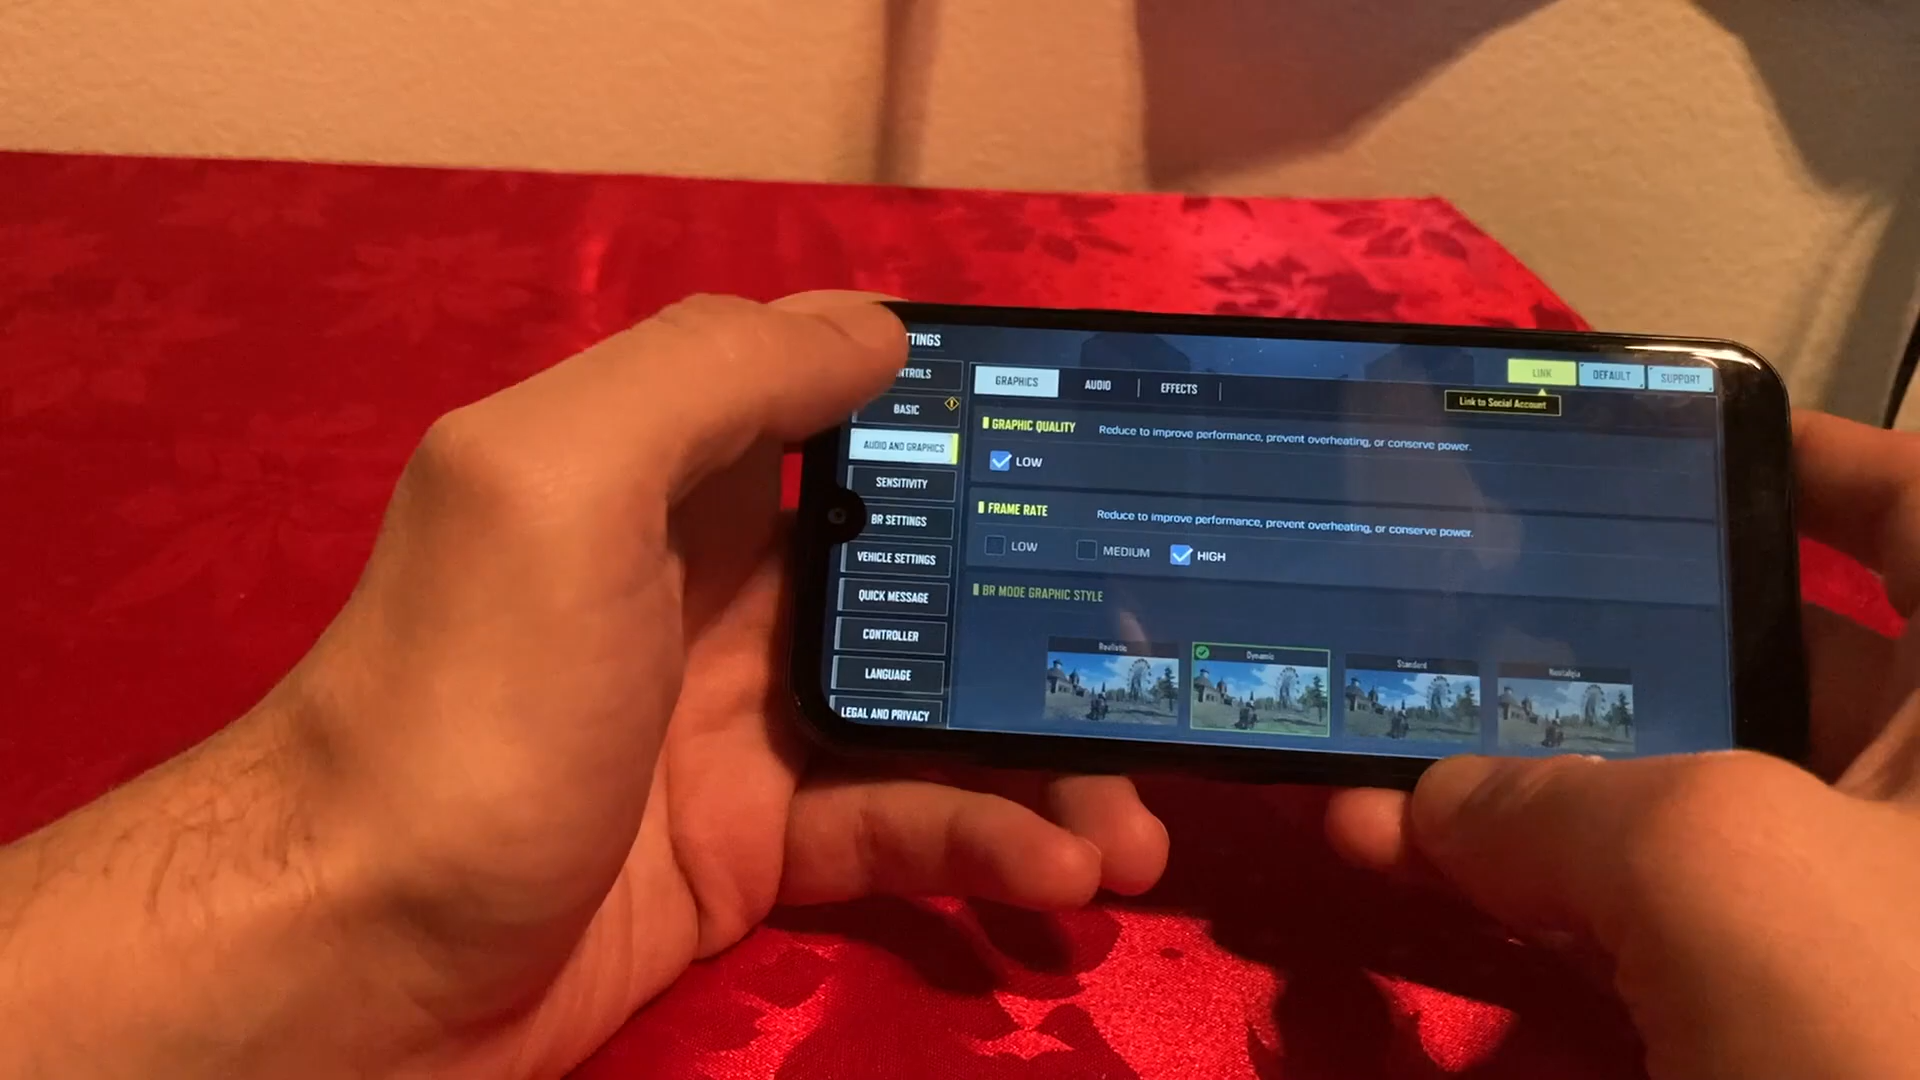 TTINGS
NTROLS
BASIC
AUDIO AND GRAPHICS
SENSITIVITY
BR SETTINGS
VEHICLE SETTINGS
QUICK MESSAGE
CONTROLLER
LANGUAGE
LEGAL AND PRIVACY
GRAPHICS AUDIO EFFECTS
LINK DEFAULT SUPPORT
Link to Social Account
GRAPHIC QUALITY Reduce to improve performance, prevent overheating, or conserve power.
LOW
FRAME RATE Reduce to improve performance, prevent overheating, or conserve power.
LOW MEDIUM HIGH
BR MODE GRAPHIC STYLE
Realistic Dynamic Standard Nostalgia